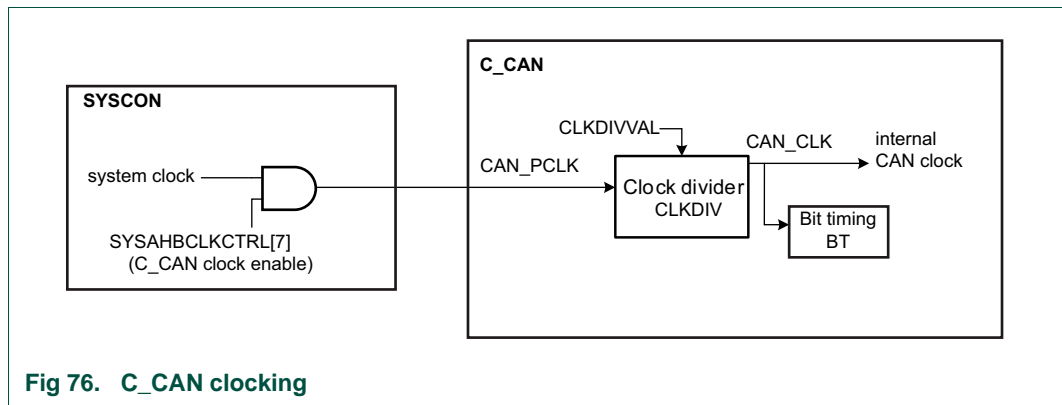 C_CAN
SYSCON
CLKDIVVAL
CAN_CLK
internal
CAN clock
CAN_PCLK
system clock
Clock divider
CLKDIV
Bit timing
BT
SYSAHBCLKCTRL[7]
(C_CAN clock enable)
Fig 76. C_CAN clocking